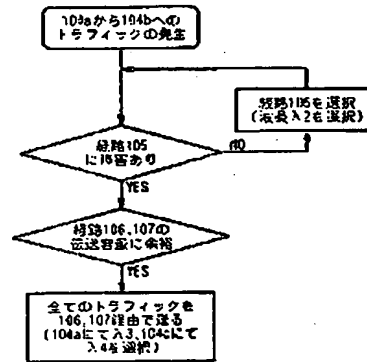 104aから104bへの
トラフィックの発生
経路105
に障害あり
NO
経路105を選択
(波長λ2を選択)
YES
経路106,107の
伝送容量に余裕
YES
全てのトラフィックを
106,107経由で送る
(104aにてλ3,104cにて
λ4を選択)